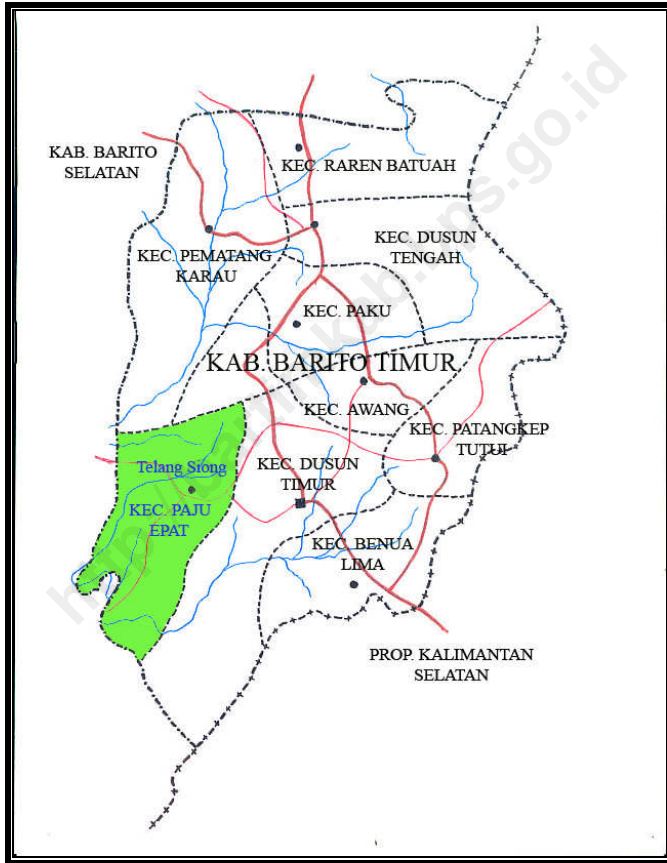 KAB. BARITO
SELATAN
KEC. RAREN BATUAH
KEC. PEMATANG
KARAU
KEC. DUSUN
TENGAH
KEC. PAKU
KAB. BARITO TIMUR
KEC. AWANG
KEC. PATANGKEP
TUTUI
Telang Siong
KEC. PAJU
EPAT
KEC. DUSUN
TIMUR
KEC. BENUA
LIMA
PROP. KALIMANTAN
SELATAN